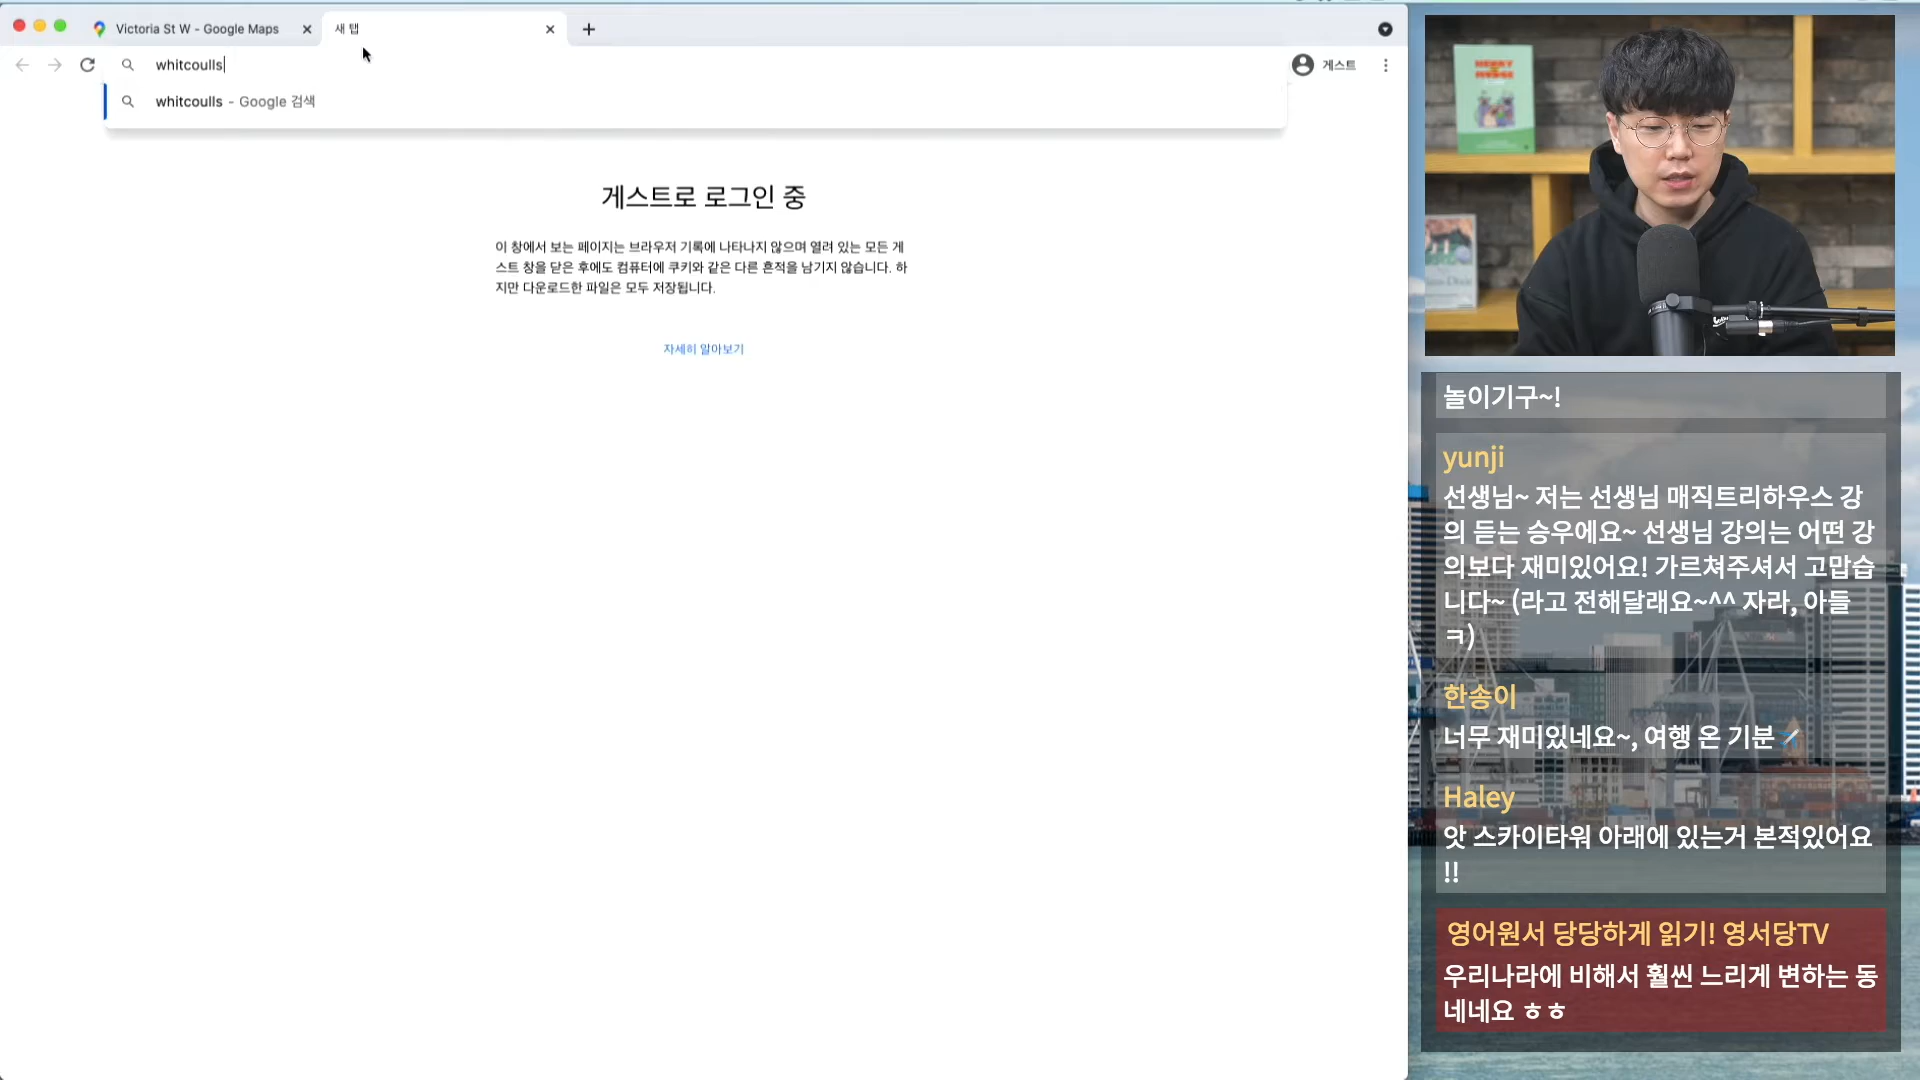 Victoria St W - Google Maps
새 탭
whitcoulls
게스트
whitcoulls - Google 검색
게스트로 로그인 중
이 창에서 보는 페이지는 브라우저 기록에 나타나지 않으며 열려 있는 모든 게
스트 창을 닫은 후에도 컴퓨터에 쿠키와 같은 다른 흔적을 남기지 않습니다. 하
지만 다운로드한 파일은 모두 저장됩니다.
자세히 알아보기
놀이기구~!
yunji
선생님~ 저는 선생님 매직트리하우스 강
의 듣는 승우에요~ 선생님 강의는 어떤 강
의보다 재미있어요! 가르쳐주셔서 고맙습
니다~ (라고 전해달래요~^^ 자라, 아들
ㅋ)
한송이
너무 재미있네요~, 여행 온 기분✈️
Haley
앗 스카이타워 아래에 있는거 본적있어요
!!
영어원서 당당하게 읽기! 영서당TV
우리나라에 비해서 훨씬 느리게 변하는 동
네네요 ㅎㅎ